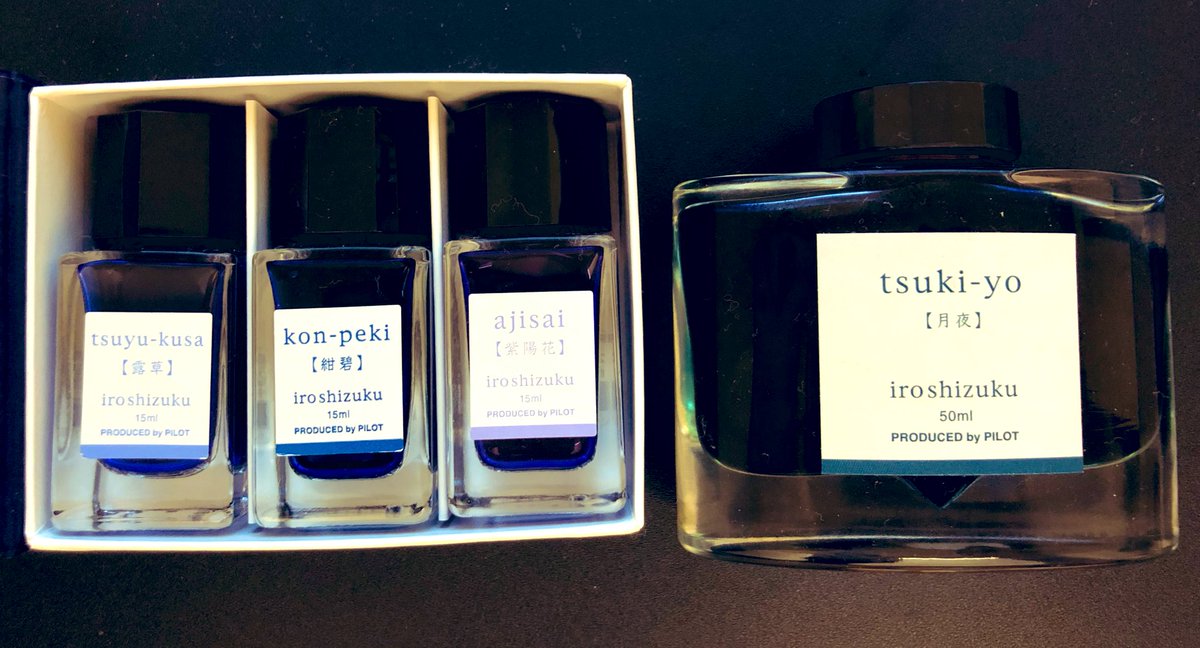 tsuyu-kusa
【露草】
iroshizuku
15ml
PRODUCED by PILOT
kon-peki
【紺碧】
iroshizuku
15ml
PRODUCED by PILOT
ajisai
【紫陽花】
iroshizuku
15ml
PRODUCED by PILOT
tsuki-yo
【月夜】
iroshizuku
50ml
PRODUCED by PILOT